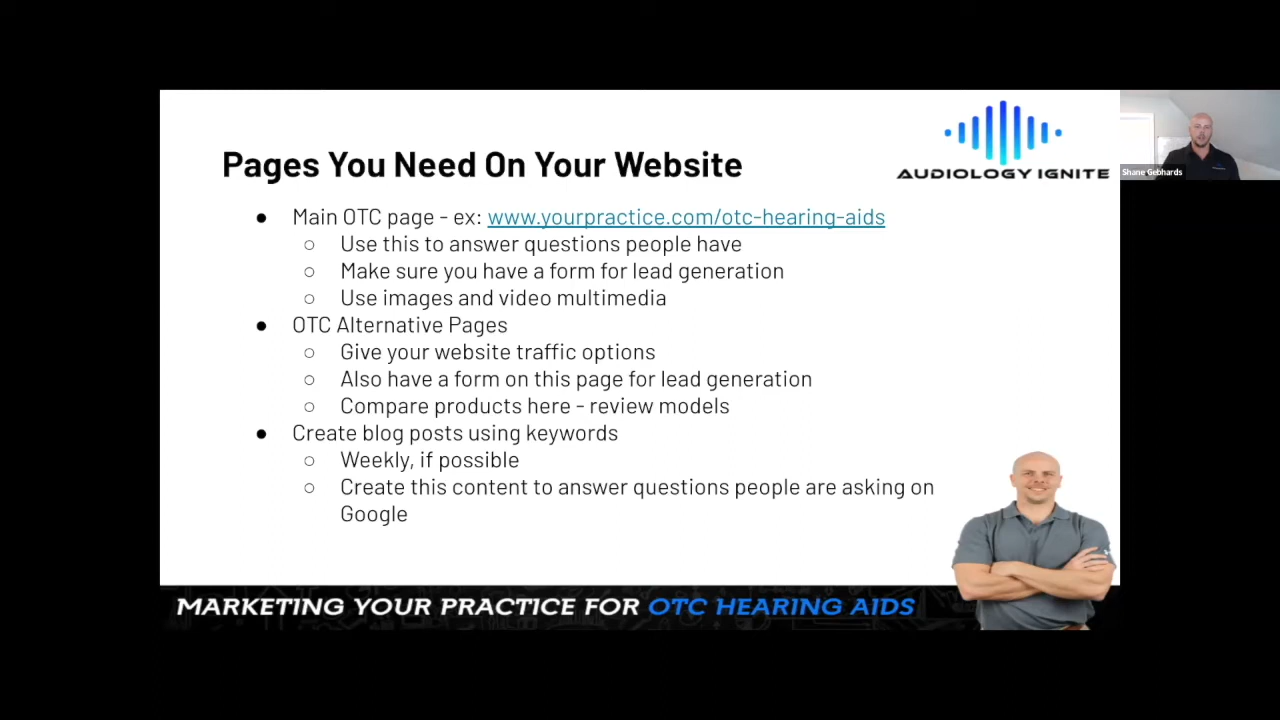 Pages You Need On Your Website
AUDIOLOGY IGNITE
Shane Gebhards
● Main OTC page - ex: www.yourpractice.com/otc-hearing-aids
○ Use this to answer questions people have
○ Make sure you have a form for lead generation
○ Use images and video multimedia
● OTC Alternative Pages
○ Give your website traffic options
○ Also have a form on this page for lead generation
○ Compare products here - review models
● Create blog posts using keywords
○ Weekly, if possible
○ Create this content to answer questions people are asking on
Google
MARKETING YOUR PRACTICE FOR OTC HEARING AIDS